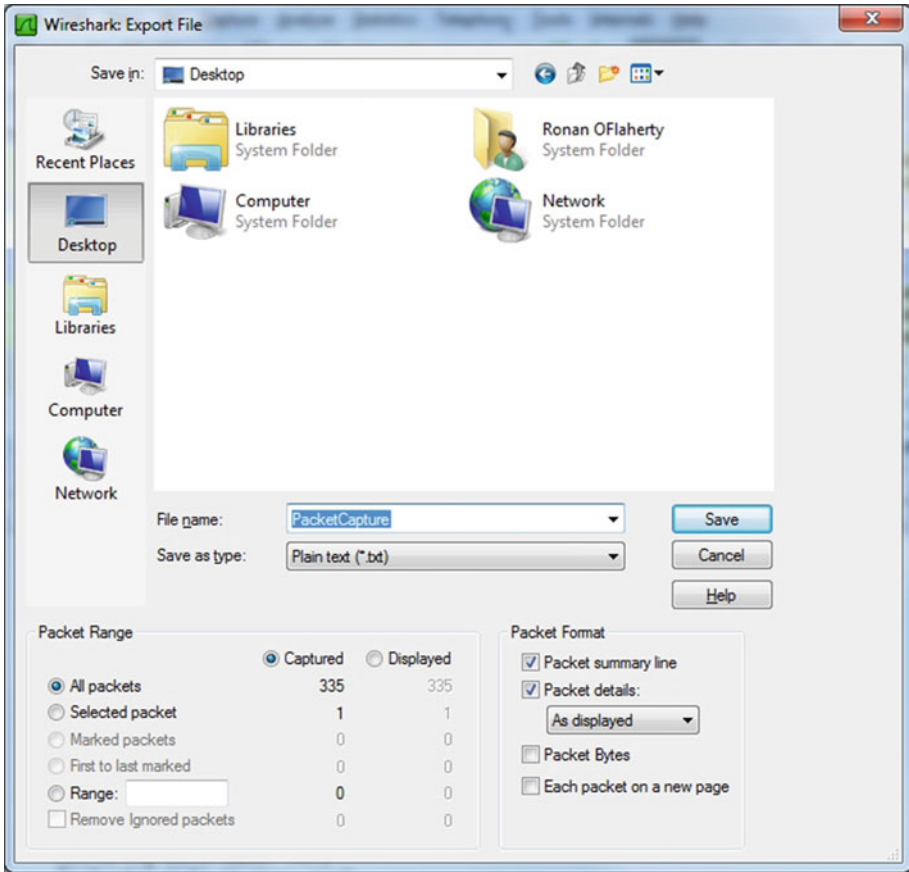 Wireshark: Export File
Save in: Desktop
Recent Places
Desktop
Libraries
Computer
Network
Libraries
System Folder
Ronan OFlaherty
System Folder
Computer
System Folder
Network
System Folder
File name: PacketCapture Save
Save as type: Plain text (*.txt) Cancel
Help
Packet Range
Captured Displayed
All packets 335 335
Selected packet 1 1
Marked packets 0 0
First to last marked 0 0
Range: 0 0
Remove Ignored packets 0 0
Packet Format
Packet summary line
Packet details:
As displayed
Packet Bytes
Each packet on a new page